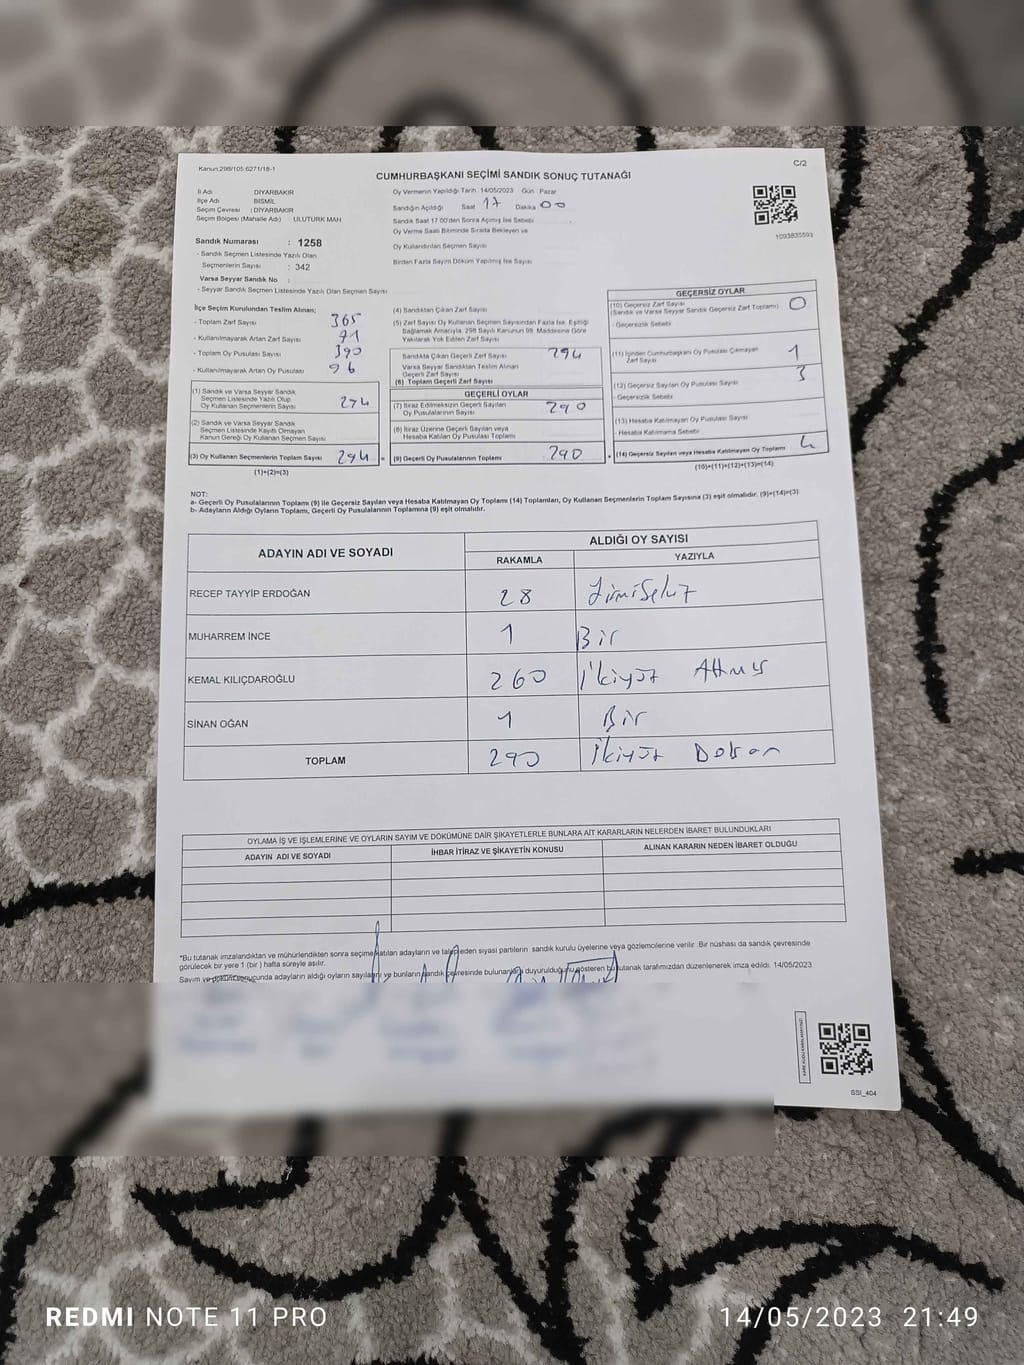 Kanun:298/105 6271/18-1
C/2
CUMHURBAŞKANI SEÇİMİ SANDIK SONUÇ TUTANAĞI
İl Adı DİYARBAKIR
İlçe Adı BİSMİL
Seçim Çevresi : DİYARBAKIR
Seçim Bölgesi (Mahalle Adı) : ULUTÜRK MAH
Sandık Numarası : 1258
- Sandık Seçmen Listesinde Yazılı Olan
Seçmenlerin Sayısı : 342
Varsa Seyyar Sandık No :
- Seyyar Sandık Seçmen Listesinde Yazılı Olan Seçmen Sayısı
Oy Vermenin Yapıldığı Tarih : 14/05/2023 Gün : Pazar
Sandığın Açıldığı Saat 17 Dakika 00
Sandık Saat 17:00'den Sonra Açılmış İse Sebebi
Oy Verme Saati Bitiminde Sırada Bekleyen ve
Oy Kullandırılan Seçmen Sayısı
Birden Fazla Sayım Döküm Yapılmış İse Sayısı
1093835593
İlçe Seçim Kurulundan Teslim Alınan;
- Toplam Zarf Sayısı 365
- Kullanılmayarak Artan Zarf Sayısı 71
- Toplam Oy Pusulası Sayısı 390
- Kullanılmayarak Artan Oy Pusulası Sayısı 96
(1) Sandık ve Varsa Seyyar Sandık
Seçmen Listesinde Yazılı Olup
Oy Kullanan Seçmenlerin Sayısı 294
(2) Sandık ve Varsa Seyyar Sandık
Seçmen Listesinde Kayıtlı Olmayan
Kanun Gereği Oy Kullanan Seçmen Sayısı
(3) Oy Kullanan Seçmenlerin Toplam Sayısı 294
(1)+(2)=(3)
(4) Sandıktan Çıkan Zarf Sayısı
(5) Zarf Sayısı Oy Kullanan Seçmen Sayısından Fazla İse, Eşitliği
Sağlamak Amacıyla, 298 Sayılı Kanunun 98. Maddesine Göre
Yakılarak Yok Edilen Zarf Sayısı
Sandıkta Çıkan Geçerli Zarf Sayısı 294
Varsa Seyyar Sandıktan Teslim Alınan
Geçerli Zarf Sayısı
(6) Toplam Geçerli Zarf Sayısı
GEÇERLİ OYLAR
(7) İtiraz Edilmeksizin Geçerli Sayılan
Oy Pusulalarının Sayısı 290
(8) İtiraz Üzerine Geçerli Sayılan veya
Hesaba Katılan Oy Pusulası Toplamı
(9) Geçerli Oy Pusulalarının Toplamı 290
GEÇERSİZ OYLAR
(10) Geçersiz Zarf Sayısı
(Sandık ve Varsa Seyyar Sandık Geçersiz Zarf Toplamı) 0
- Geçersizlik Sebebi
(11) İçinden Cumhurbaşkanı Oy Pusulası Çıkmayan
Zarf Sayısı 1
(12) Geçersiz Sayılan Oy Pusulası Sayısı 3
- Geçersizlik Sebebi
(13) Hesaba Katılmayan Oy Pusulası Sayısı
- Hesaba Katılmama Sebebi
(14) Geçersiz Sayılan veya Hesaba Katılmayan Oy Toplamı 4
(10)+(11)+(12)+(13)=(14)
NOT:
a- Geçerli Oy Pusulalarının Toplamı (9) ile Geçersiz Sayılan veya Hesaba Katılmayan Oy Toplamı (14) Toplamları, Oy Kullanan Seçmenlerin Toplam Sayısına (3) eşit olmalıdır. (9)+(14)=(3)
b- Adayların Aldığı Oyların Toplamı, Geçerli Oy Pusulalarının Toplamına (9) eşit olmalıdır.
ADAYIN ADI VE SOYADI
ALDIĞI OY SAYISI
RAKAMLA YAZIYLA
RECEP TAYYİP ERDOĞAN 28 Yirmi Sekiz
MUHARREM İNCE 1 Bir
KEMAL KILIÇDAROĞLU 260 İkiyüz Altmış
SİNAN OĞAN 1 Bir
TOPLAM 290 İkiyüz Doksan
OYLAMA İŞ VE İŞLEMLERİNE VE OYLARIN SAYIM VE DÖKÜMÜNE DAİR ŞİKAYETLERLE BUNLARA AİT KARARLARIN NELERDEN İBARET BULUNDUKLARI
ADAYIN ADI VE SOYADI İHBAR İTİRAZ VE ŞİKAYETİN KONUSU ALINAN KARARIN NEDEN İBARET OLDUĞU
*Bu tutanak imzalandıktan ve mühürlendikten sonra seçime katılan adayların ve talep eden siyasi partilerin sandık kurulu üyelerine veya gözlemcilerine verilir. Bir nüshası da sandık çevresinde
görülecek bir yere 1 (bir) hafta süreyle asılır.
Sayım ve döküm sonucunda adayların aldığı oyların sayılarını ve bunların sandık çevresinde bulunanlara duyurulduğunu gösteren bu tutanak tarafımızdan düzenlenerek imza edildi. 14/05/2023
SSI_404
REDMI NOTE 11 PRO
14/05/2023 21:49